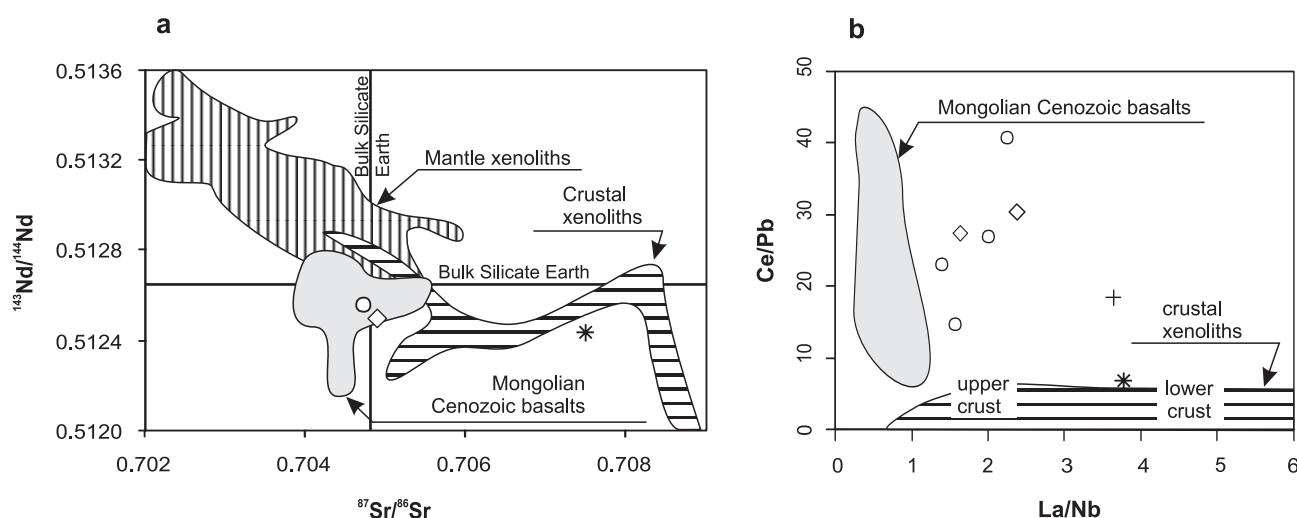 a
0.5136
0.5132
0.5128
0.5124
0.5120
¹⁴³Nd/¹⁴⁴Nd
Bulk Silicate
Earth
Mantle xenoliths
Crustal
xenoliths
Bulk Silicate Earth
Mongolian
Cenozoic basalts
0.702
0.704
0.706
0.708
⁸⁷Sr/⁸⁶Sr
b
50
40
30
20
10
0
Ce/Pb
Mongolian Cenozoic basalts
crustal
xenoliths
upper
crust
lower
crust
0 1 2 3 4 5 6
La/Nb